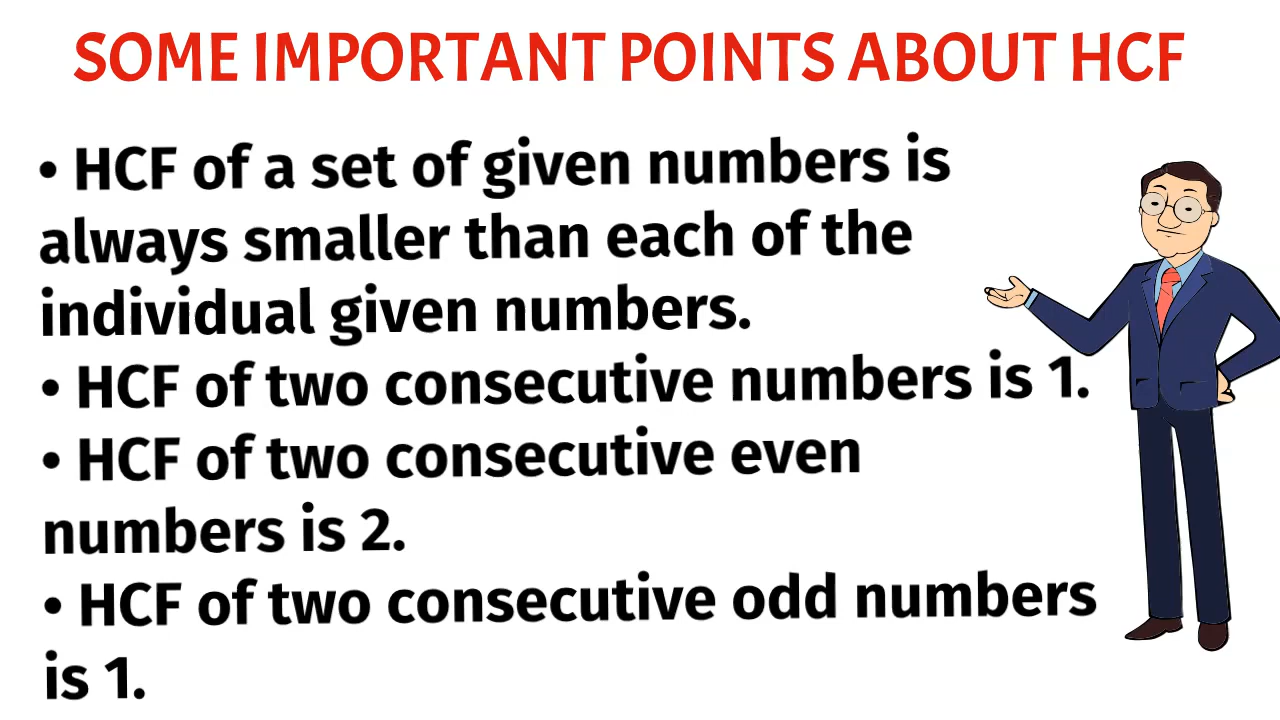 SOME IMPORTANT POINTS ABOUT HCF
• HCF of a set of given numbers is
always smaller than each of the
individual given numbers.
• HCF of two consecutive numbers is 1.
• HCF of two consecutive even
numbers is 2.
• HCF of two consecutive odd numbers
is 1.